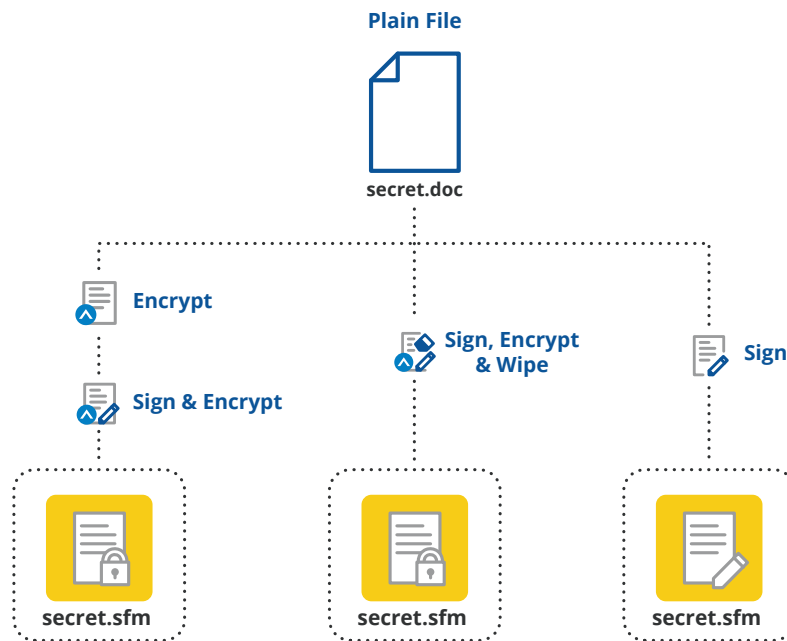 Plain File
secret.doc
Encrypt
Sign, Encrypt
& Wipe
Sign
Sign & Encrypt
secret.sfm
secret.sfm
secret.sfm